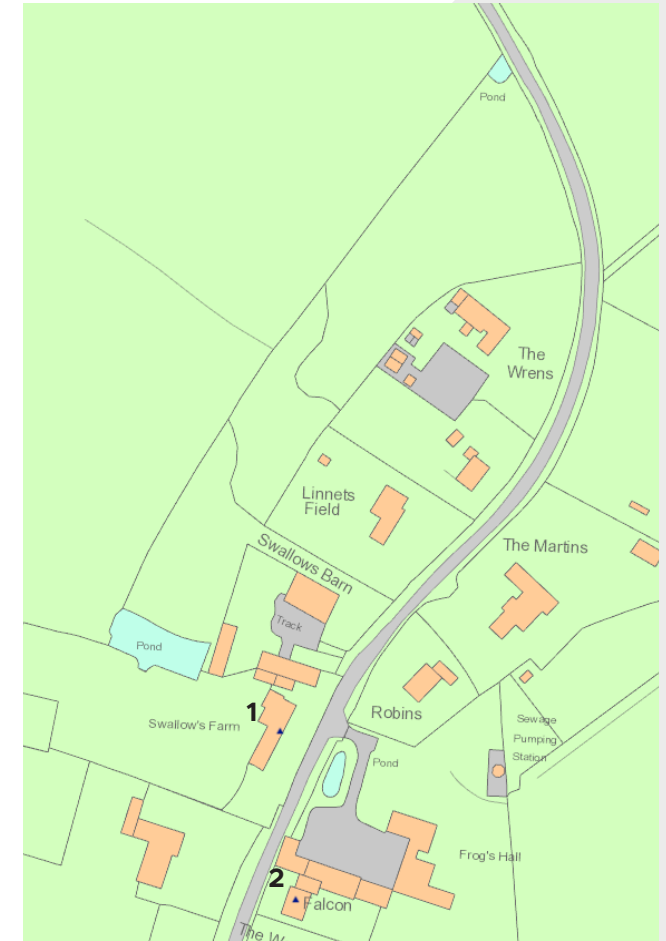 Pond
The
Wrens
Linnets
Field
Swallows Barn
The Martins
Track
Pond
1
Swallow's Farm
Robins
Sewage
Pumping
Station
Pond
Frog's Hall
2
Falcon
The W